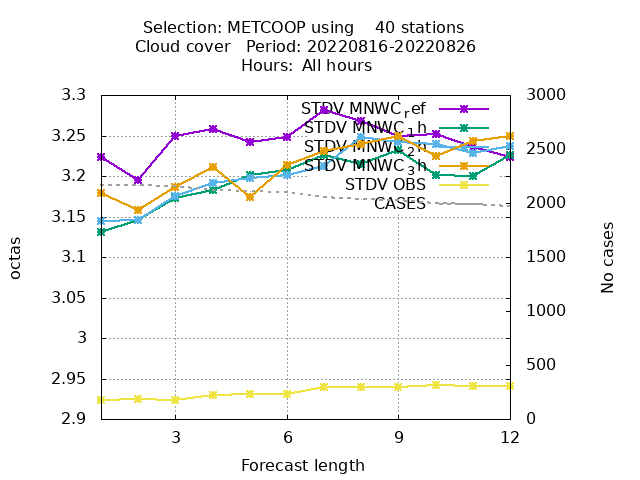 Selection: METCOOP using 40 stations
Cloud cover Period: 20220816-20220826
Hours: All hours
3.3
3.25
3.2
3.15
3.1
3.05
3
2.95
2.9
octas
3000
2500
2000
1500
1000
500
0
No cases
STDV MNWC_ref
STDV MNWC_1h
STDV MNWC_2h
STDV MNWC_3h
STDV OBS
CASES
3
6
9
12
Forecast length